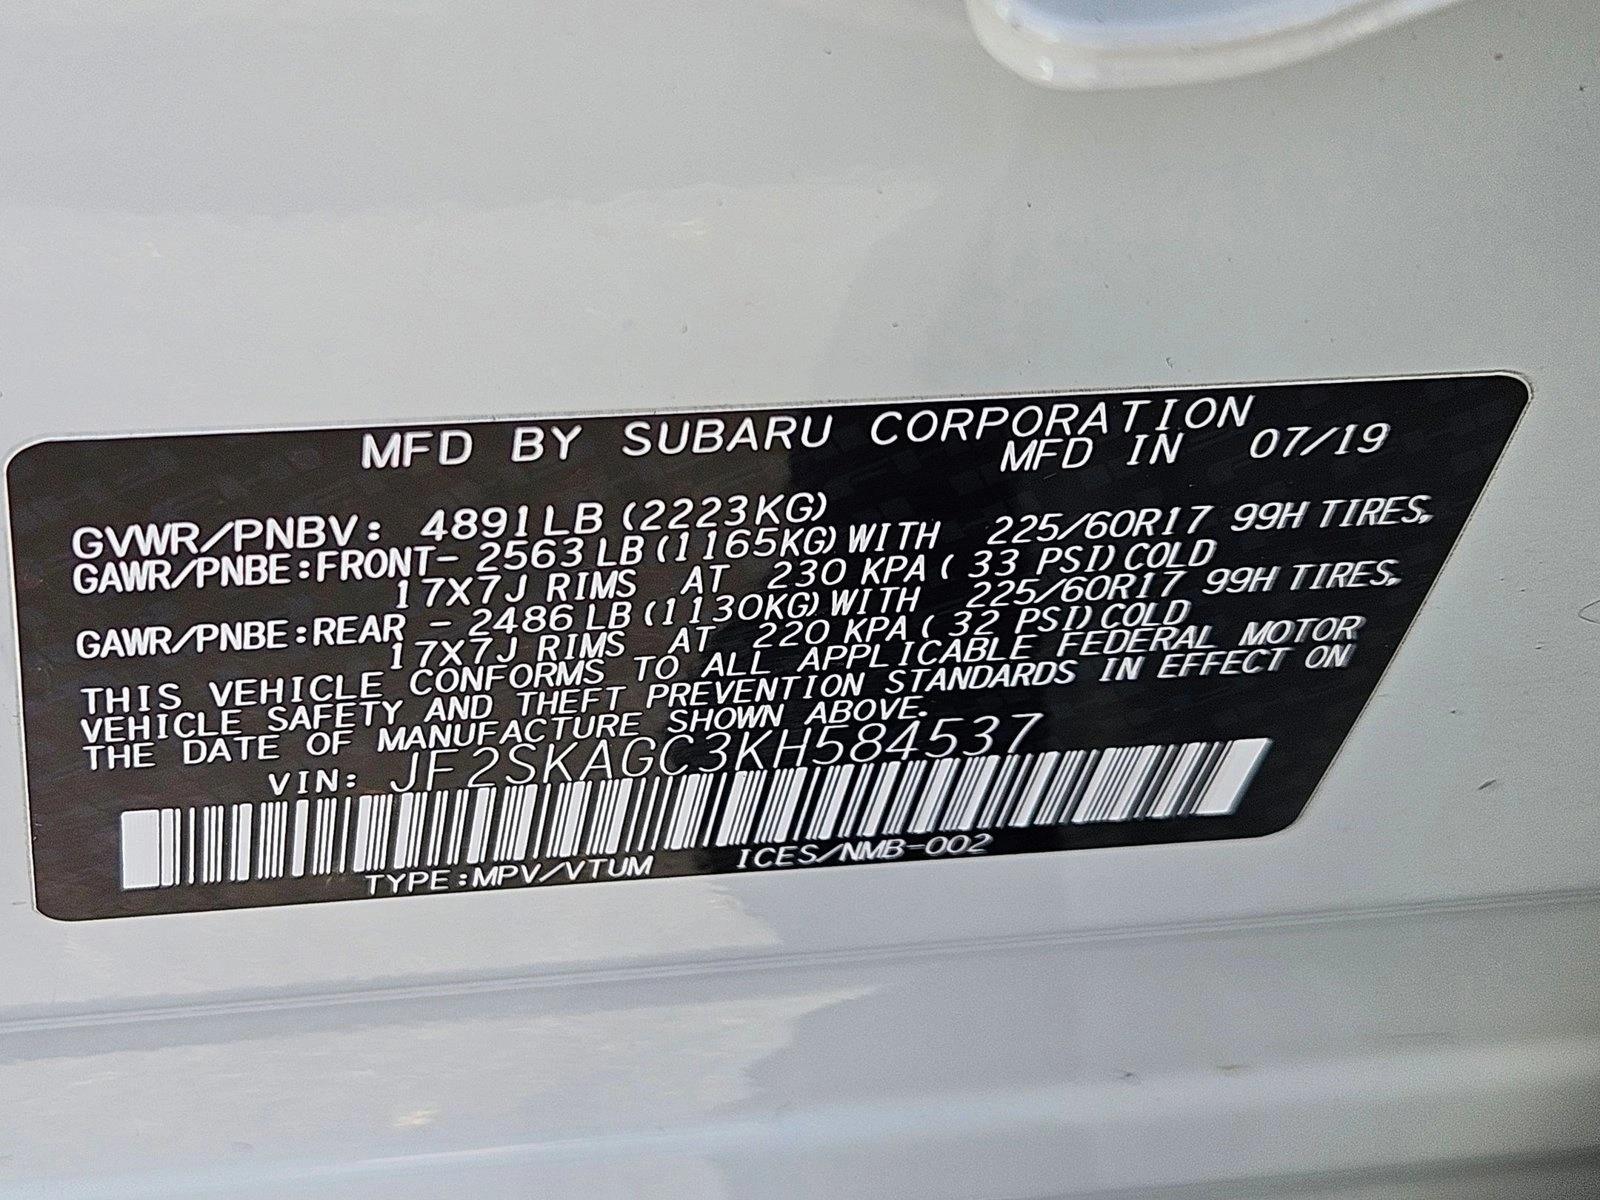 MFD BY SUBARU CORPORATION
MFD IN 07/19
GVWR/PNBV: 4891LB (2223KG)
GAWR/PNBE:FRONT- 2563LB(1165KG)WITH 225/60R17 99H TIRES,
17X7J RIMS AT 230 KPA( 33 PSI)COLD
GAWR/PNBE:REAR - 2486LB(1130KG)WITH 225/60R17 99H TIRES,
17X7J RIMS AT 220 KPA( 32 PSI)COLD
THIS VEHICLE CONFORMS TO ALL APPLICABLE FEDERAL MOTOR
VEHICLE SAFETY AND THEFT PREVENTION STANDARDS IN EFFECT ON
THE DATE OF MANUFACTURE SHOWN ABOVE.
VIN: JF2SKAGC3KH584537
TYPE:MPV/VTUM ICES/NMB-002